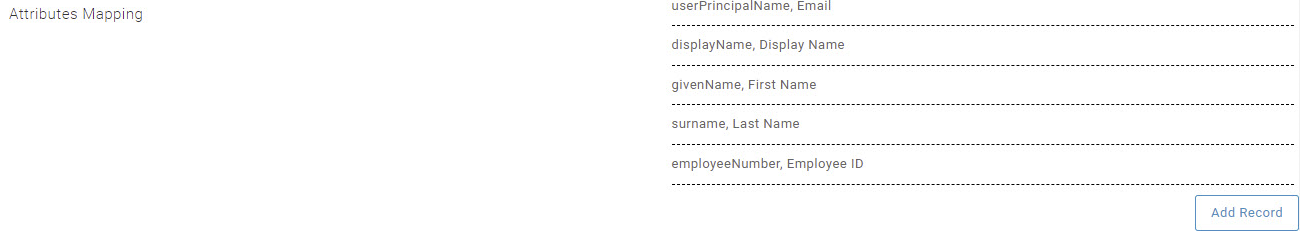 Attributes Mapping
userPrincipalName, Email
displayName, Display Name
givenName, First Name
surname, Last Name
employeeNumber, Employee ID
Add Record